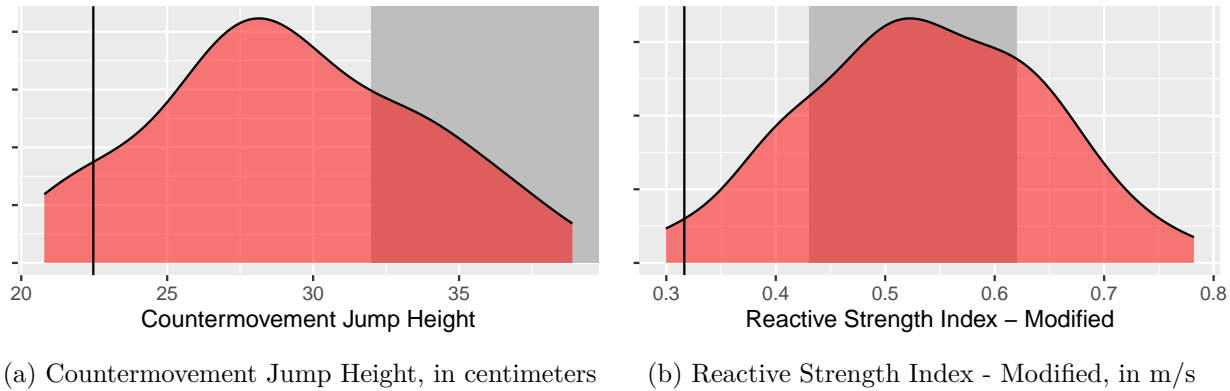 20 25 30 35
Countermovement Jump Height
(a) Countermovement Jump Height, in centimeters
0.3 0.4 0.5 0.6 0.7 0.8
Reactive Strength Index – Modified
(b) Reactive Strength Index - Modified, in m/s